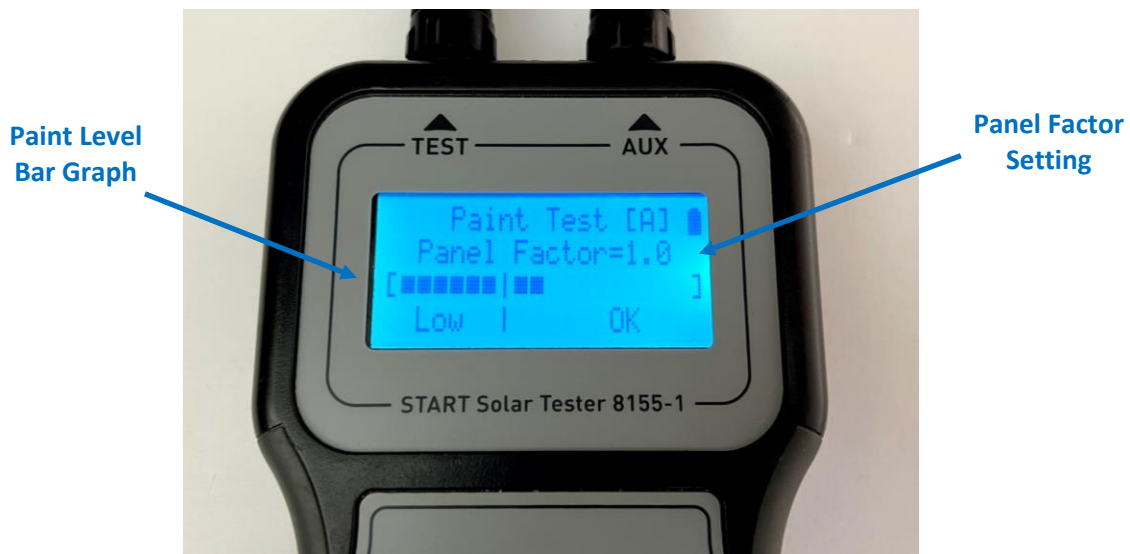 Paint Level
Bar Graph
Panel Factor
Setting
TEST
AUX
Paint Test [A]
Panel Factor=1.0
[■■■■■■|■■ ]
Low | OK
START Solar Tester 8155-1